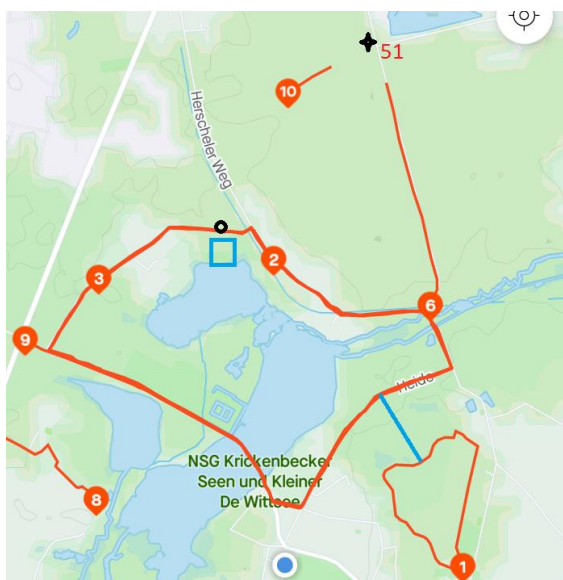 51
10
Herscheler Weg
2
3
6
9
Heide
NSG Krickenbecker
Seen und Kleiner
De Wittsee
8
1